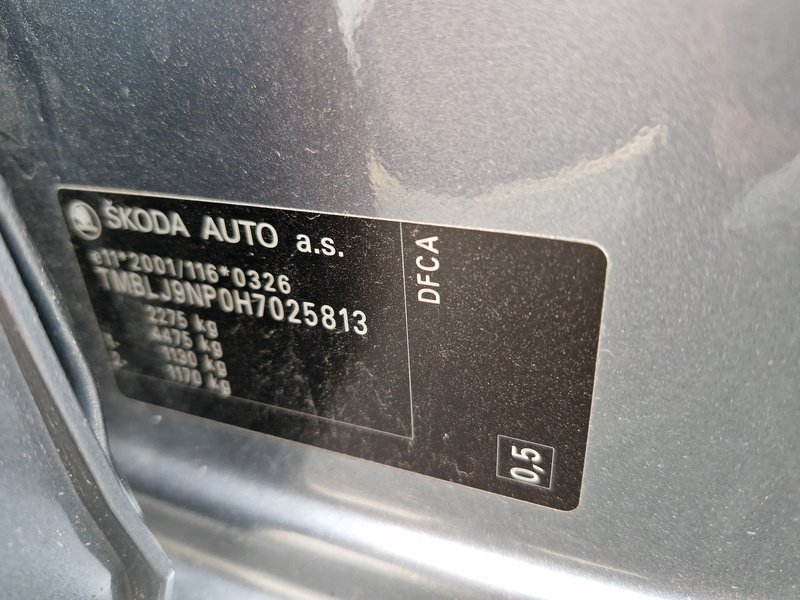 ŠKODA AUTO a.s.
e11*2001/116*0326
TMBLJ9NP0H7025813
2275 kg
4475 kg
1130 kg
1170 kg
DFCA
0,5